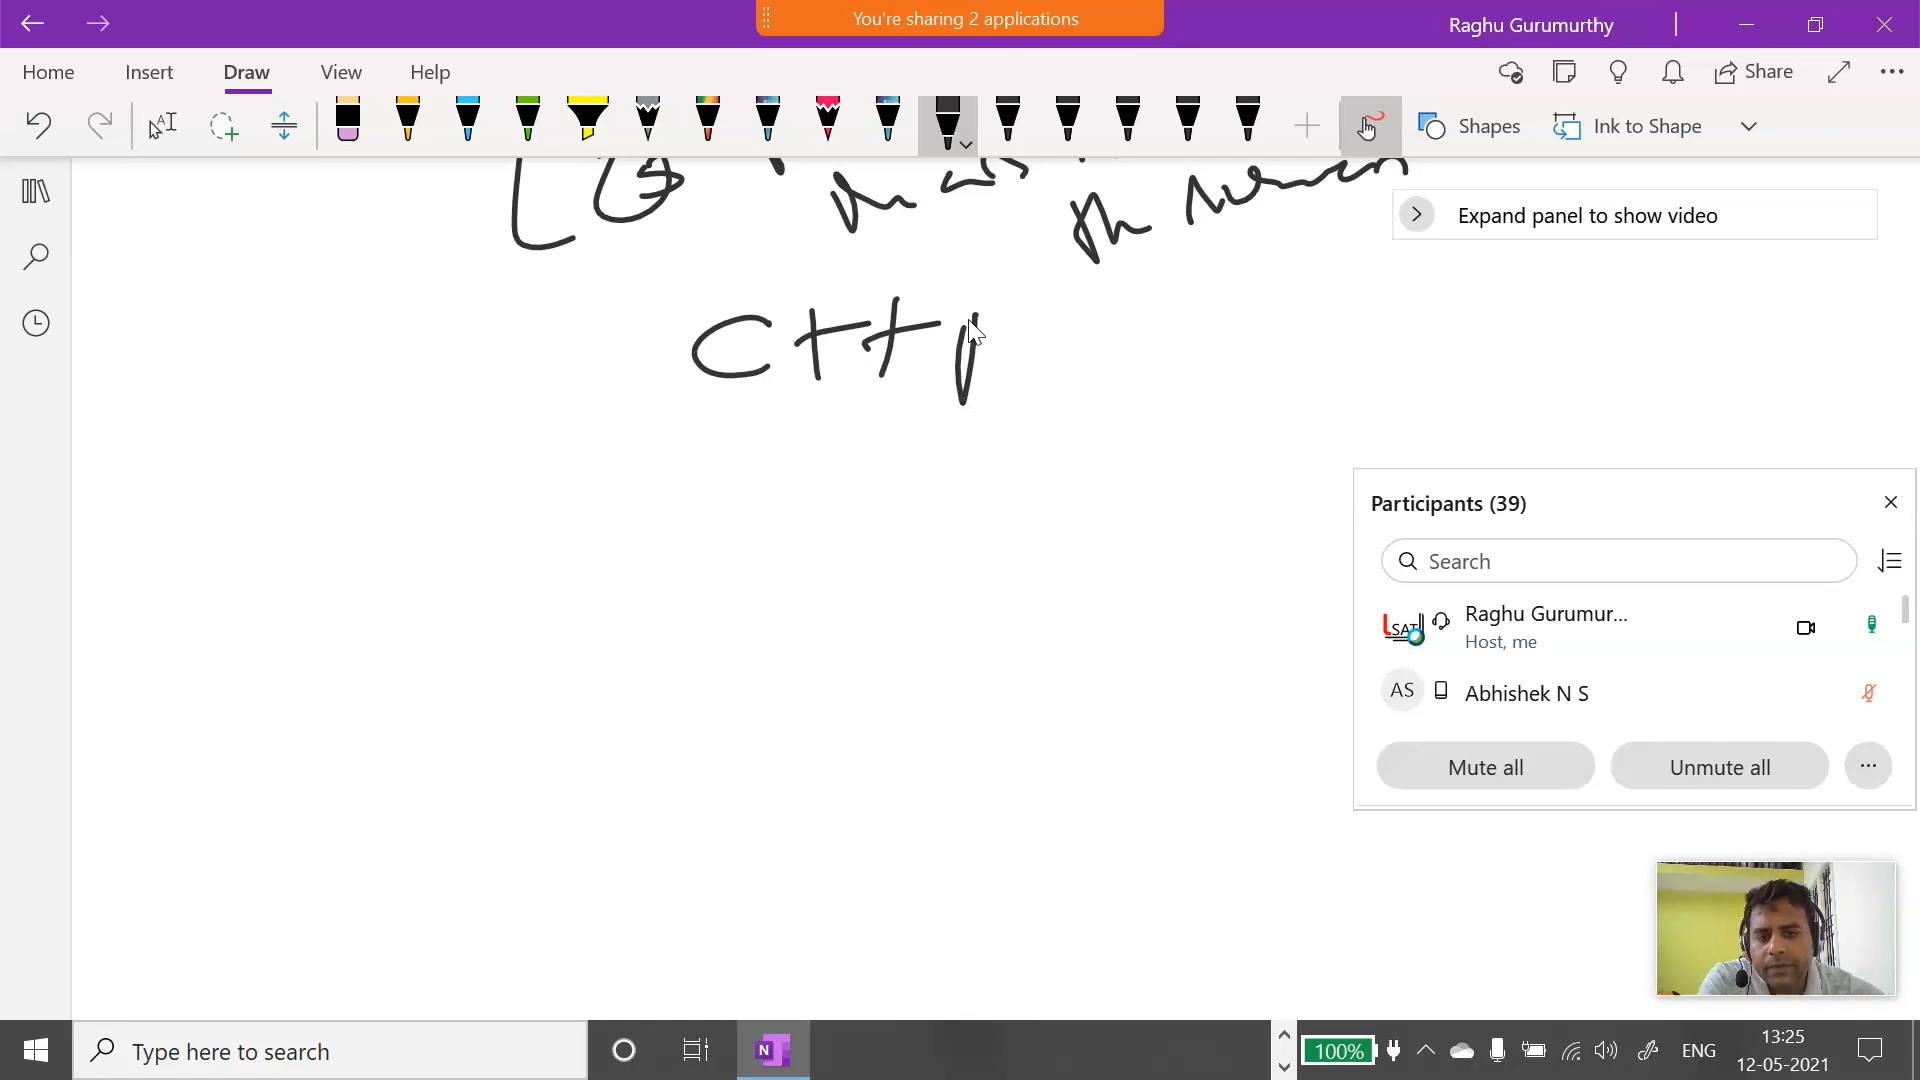 You're sharing 2 applications
Raghu Gurumurthy
Home Insert Draw View Help
Share
Shapes
Ink to Shape
Expand panel to show video
the
C++
Participants (39)
Search
LSAT
Raghu Gurumur...
Host, me
AS
Abhishek N S
Mute all
Unmute all
N
Type here to search
100%
ENG
13:25
12-05-2021